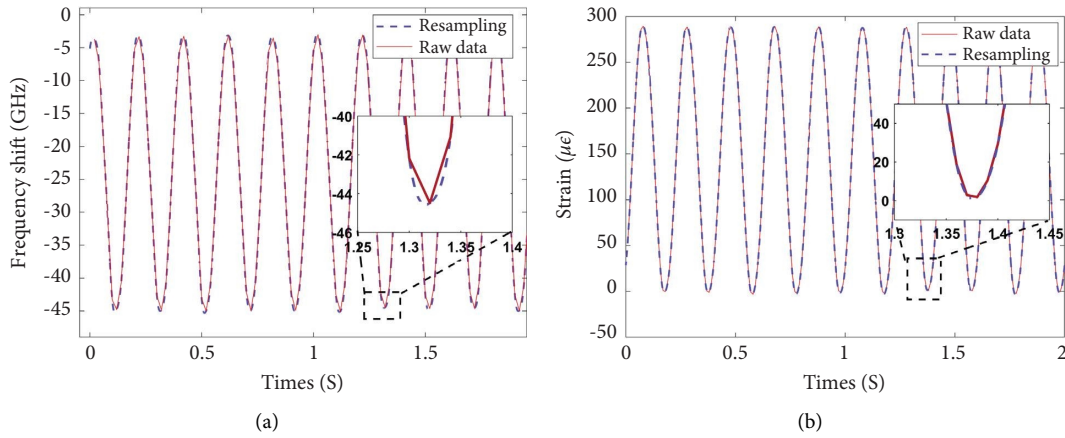 0
-5
-10
-15
-20
-25
-30
-35
-40
-45
Frequency shift (GHz)
0 0.5 1 1.5
Times (S)
Resampling
Raw data
-40
-42
-44
-46
1.25 1.3 1.35 1.4
(a)
300
250
200
150
100
50
0
-50
Strain (με)
0 0.5 1 1.5 2
Times (S)
Raw data
Resampling
40
20
0
1.3 1.35 1.4 1.45
(b)